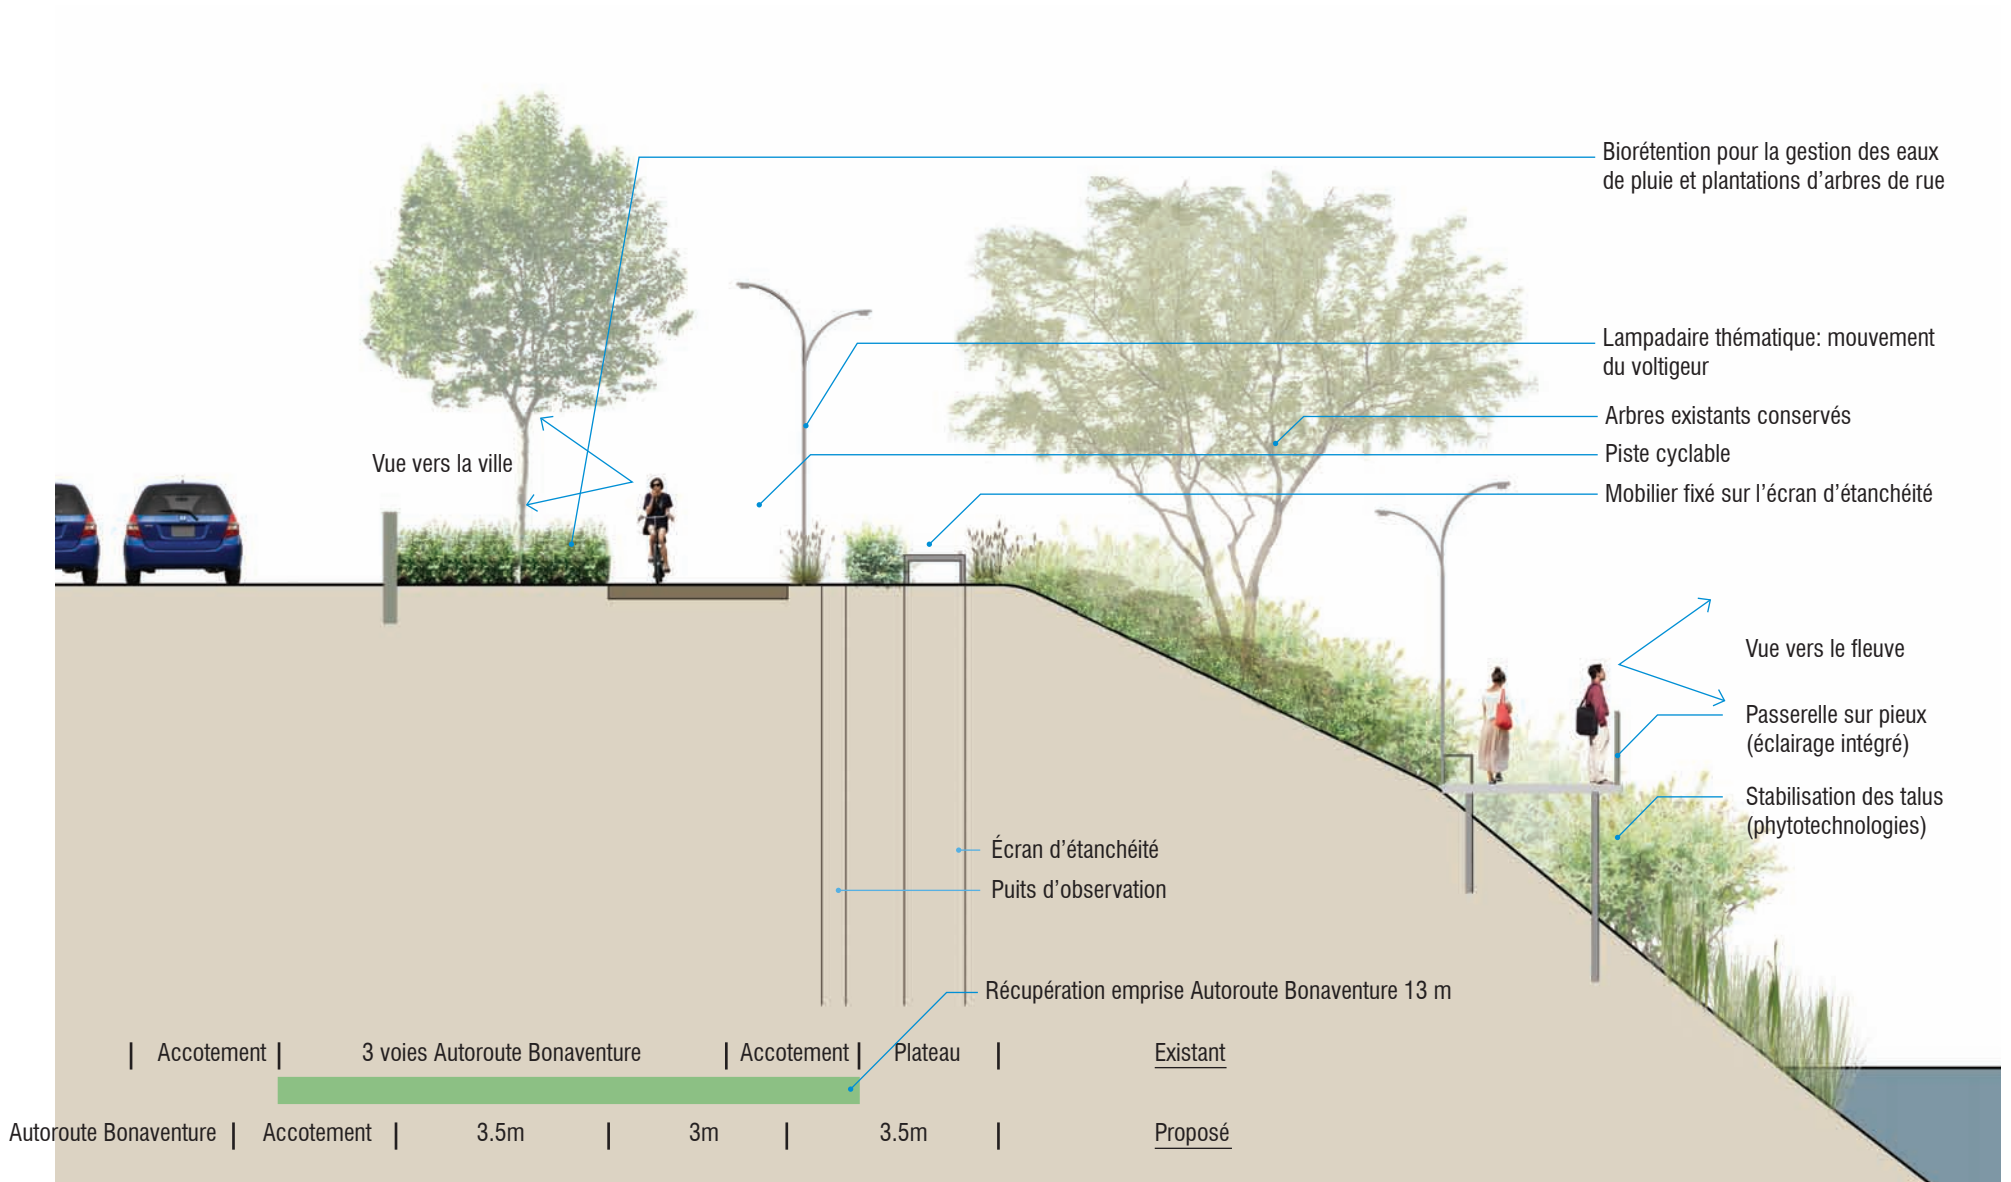 Biorétention pour la gestion des eaux
de pluie et plantations d'arbres de rue
Lampadaire thématique: mouvement
du voltigeur
Arbres existants conservés
Piste cyclable
Mobilier fixé sur l'écran d'étanchéité
Vue vers la ville
Vue vers le fleuve
Passerelle sur pieux
(éclairage intégré)
Stabilisation des talus
(phytotechnologies)
Écran d'étanchéité
Puits d'observation
Récupération emprise Autoroute Bonaventure 13 m
| Accotement | 3 voies Autoroute Bonaventure | Accotement | Plateau | Existant
Autoroute Bonaventure | Accotement | 3.5m | 3m | 3.5m | Proposé